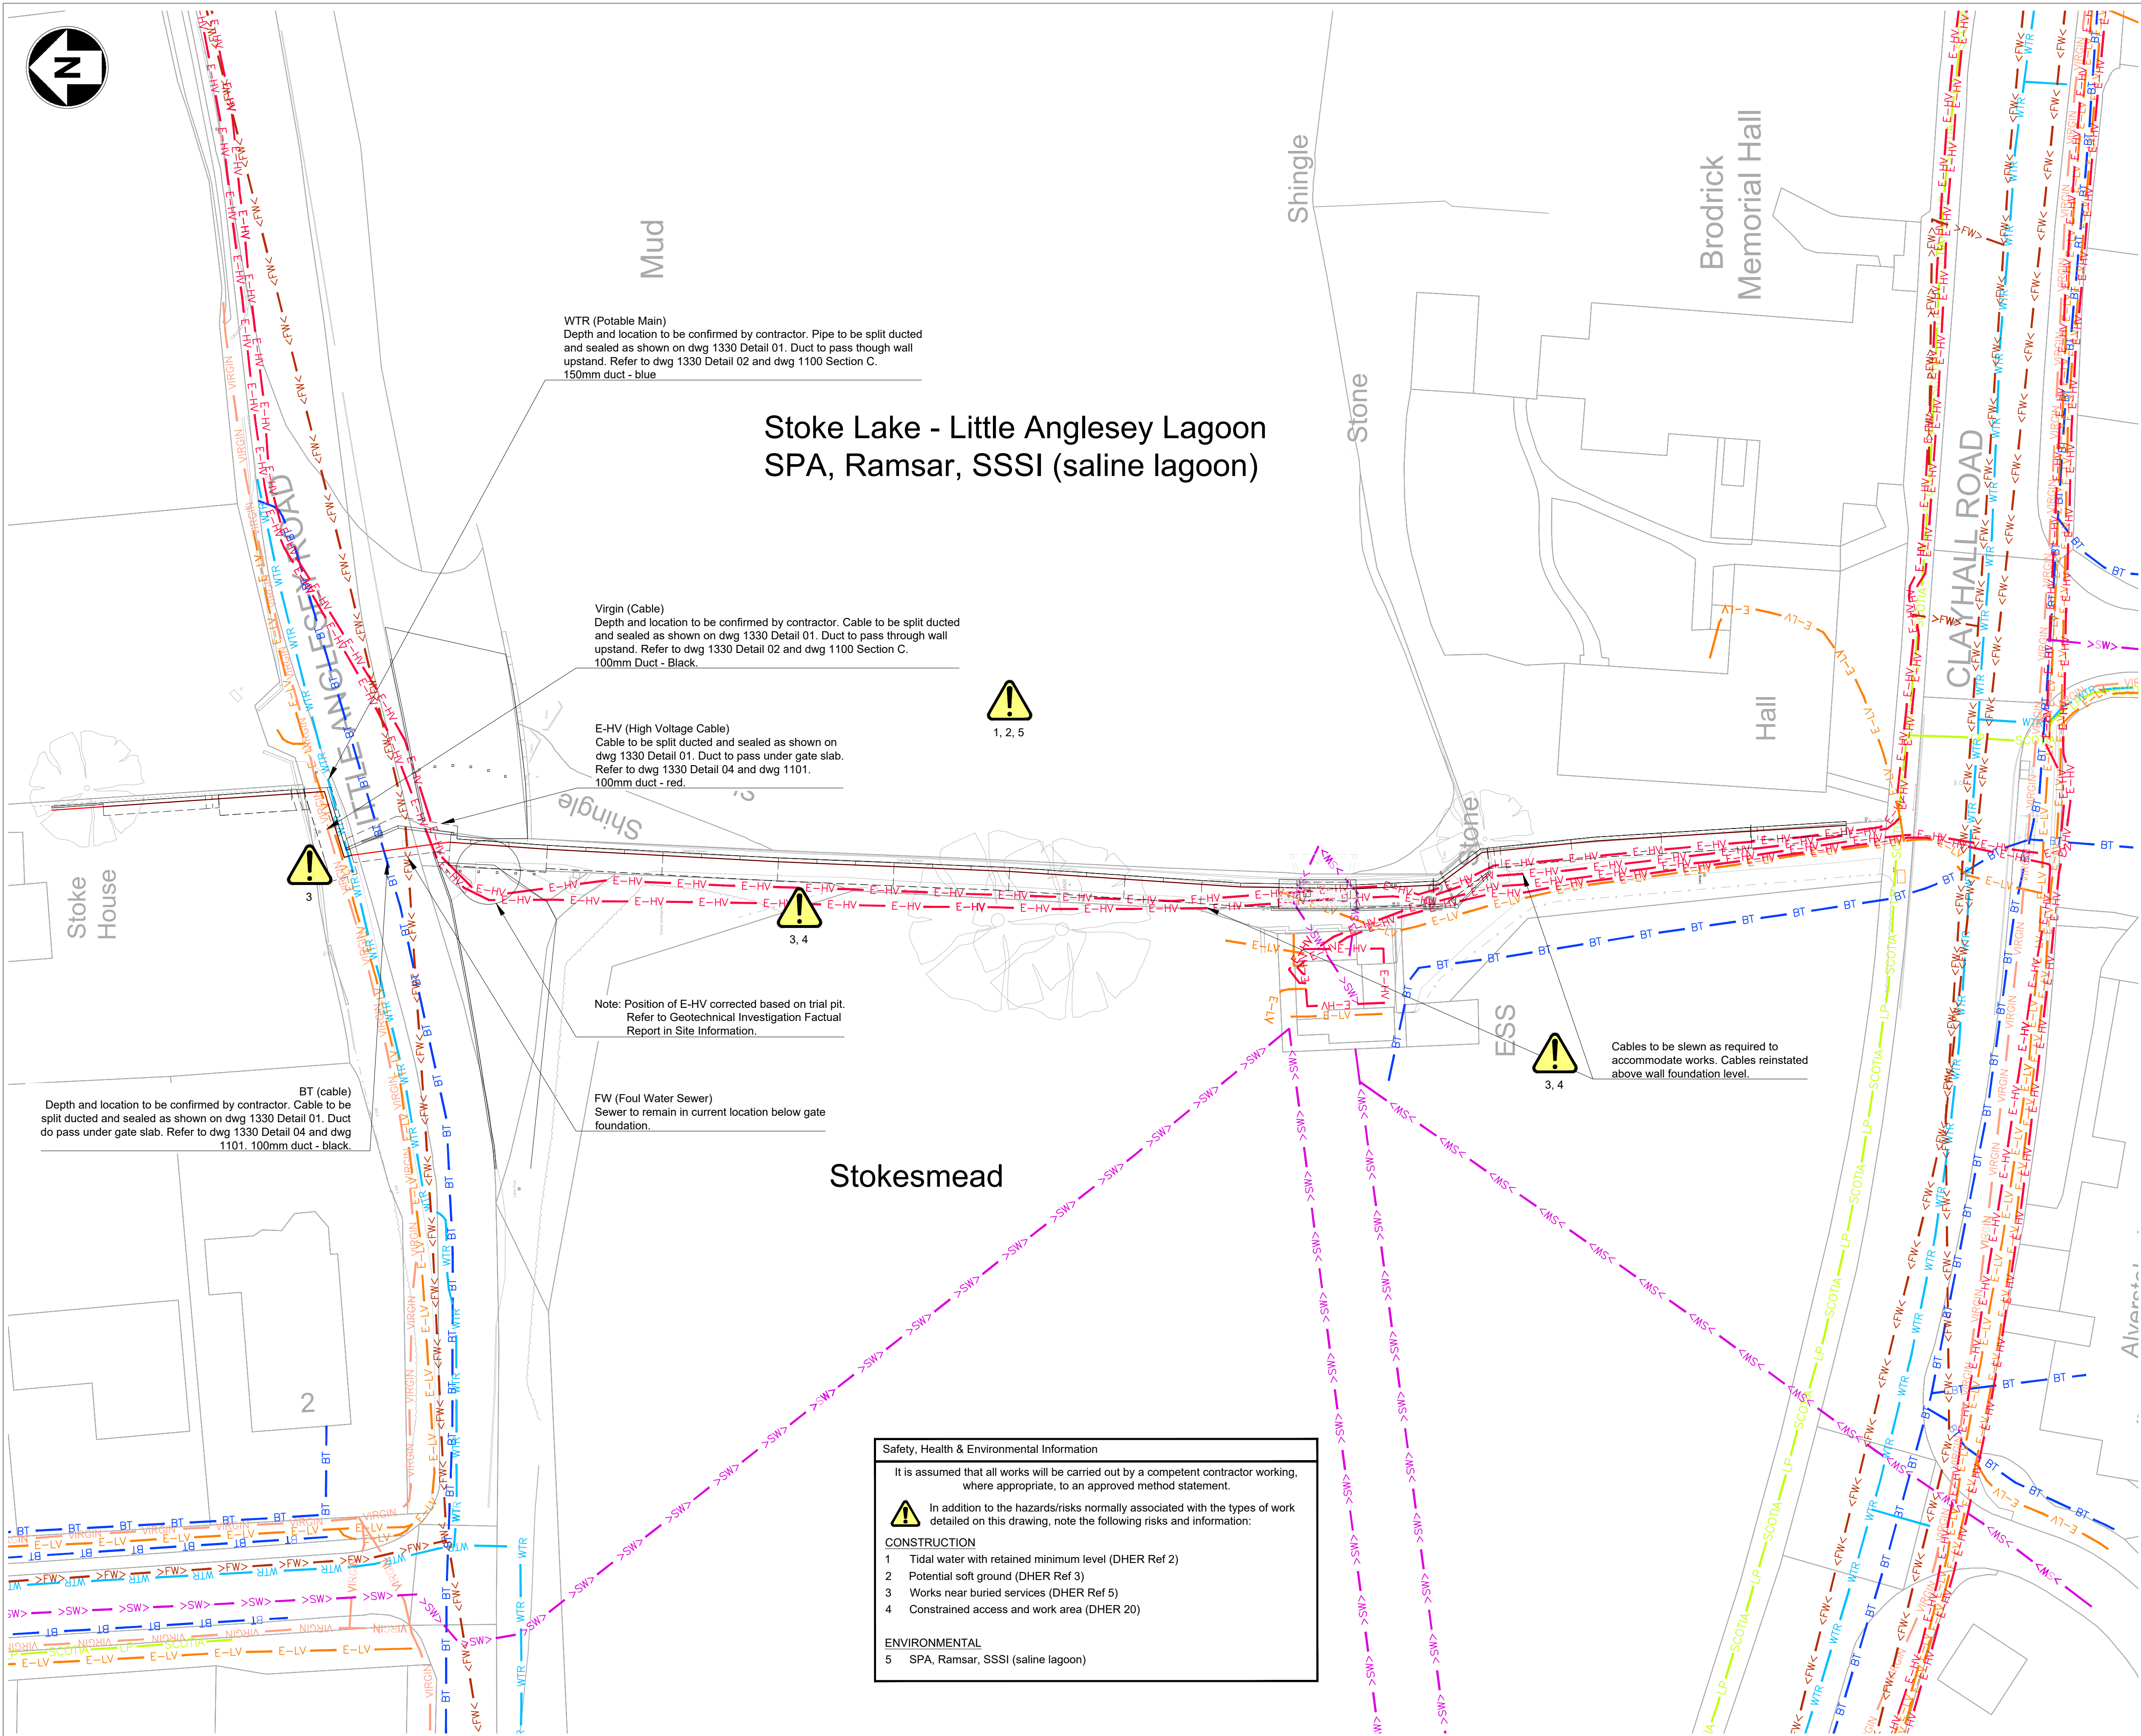 N
Mud
Shingle
Brodrick
Memorial Hall
WTR (Potable Main)
Depth and location to be confirmed by contractor. Pipe to be split ducted
and sealed as shown on dwg 1330 Detail 01. Duct to pass though wall
upstand. Refer to dwg 1330 Detail 02 and dwg 1100 Section C.
150mm duct - blue
Stoke Lake - Little Anglesey Lagoon
SPA, Ramsar, SSSI (saline lagoon)
Stone
CLAYHALL ROAD
LITTLE ANGLESEY ROAD
Virgin (Cable)
Depth and location to be confirmed by contractor. Cable to be split ducted
and sealed as shown on dwg 1330 Detail 01. Duct to pass through wall
upstand. Refer to dwg 1330 Detail 02 and dwg 1100 Section C.
100mm Duct - Black.
1, 2, 5
Hall
E-HV (High Voltage Cable)
Cable to be split ducted and sealed as shown on
dwg 1330 Detail 01. Duct to pass under gate slab.
Refer to dwg 1330 Detail 04 and dwg 1101.
100mm duct - red.
Shingle
Stone
Stoke
House
3
3, 4
Note: Position of E-HV corrected based on trial pit.
Refer to Geotechnical Investigation Factual
Report in Site Information.
ESS
3, 4
Cables to be slewn as required to
accommodate works. Cables reinstated
above wall foundation level.
BT (cable)
Depth and location to be confirmed by contractor. Cable to be
split ducted and sealed as shown on dwg 1330 Detail 01. Duct
do pass under gate slab. Refer to dwg 1330 Detail 04 and dwg
1101. 100mm duct - black.
FW (Foul Water Sewer)
Sewer to remain in current location below gate
foundation.
Stokesmead
2
E-HV
E-LV
BT
WTR
VIRGIN
<FW<
>SW>
LP
SCOTIA
Safety, Health & Environmental Information
It is assumed that all works will be carried out by a competent contractor working,
where appropriate, to an approved method statement.
In addition to the hazards/risks normally associated with the types of work
detailed on this drawing, note the following risks and information:
CONSTRUCTION
1 Tidal water with retained minimum level (DHER Ref 2)
2 Potential soft ground (DHER Ref 3)
3 Works near buried services (DHER Ref 5)
4 Constrained access and work area (DHER 20)
ENVIRONMENTAL
5 SPA, Ramsar, SSSI (saline lagoon)